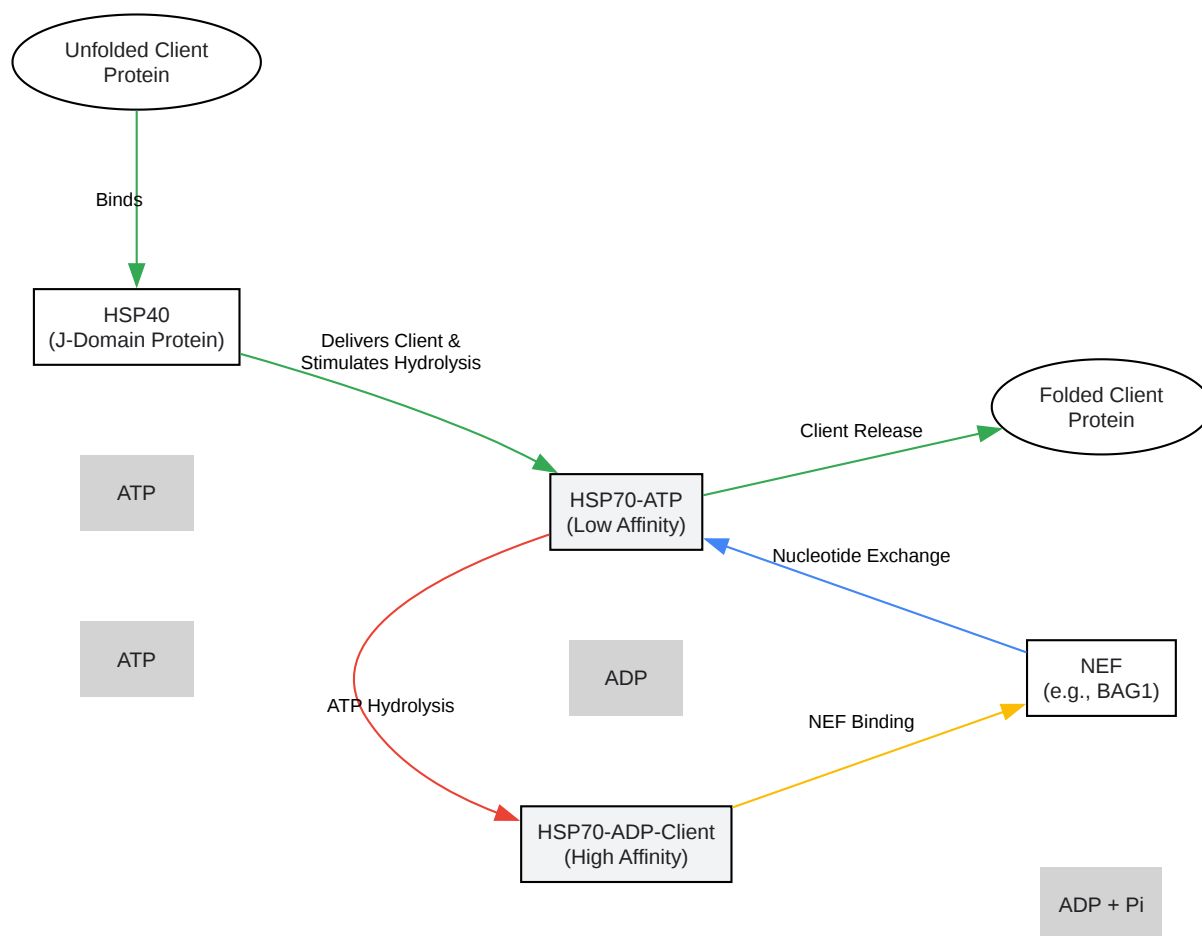 Unfolded Client
Protein
Binds
HSP40
(J-Domain Protein)
Delivers Client &
Stimulates Hydrolysis
Folded Client
Protein
Client Release
ATP
HSP70-ATP
(Low Affinity)
Nucleotide Exchange
ATP
ADP
NEF
(e.g., BAG1)
ATP Hydrolysis
NEF Binding
HSP70-ADP-Client
(High Affinity)
ADP + Pi